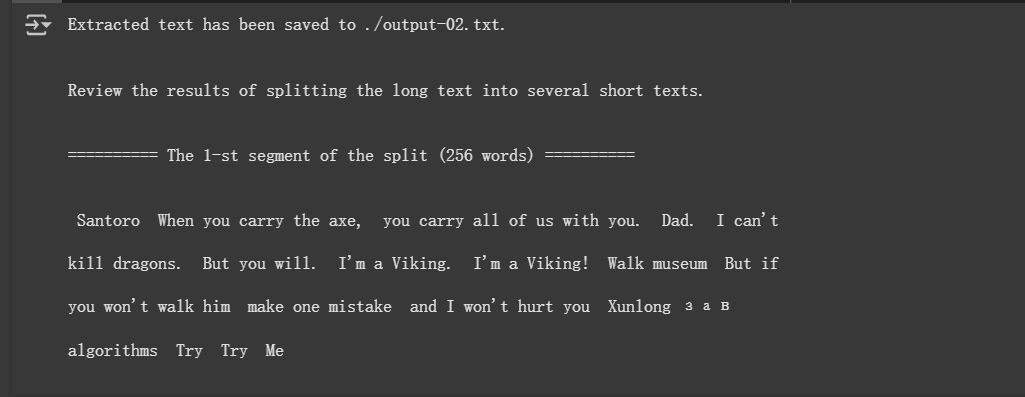 Extracted text has been saved to ./output-02.txt.
Review the results of splitting the long text into several short texts.
========== The 1-st segment of the split (256 words) ==========
Santoro  When you carry the axe,  you carry all of us with you.  Dad.  I can't
kill dragons.  But you will.  I'm a Viking.  I'm a Viking!  Walk museum  But if
you won't walk him  make one mistake  and I won't hurt you  Xunlong  3 a B
algorithms  Try  Try  Me